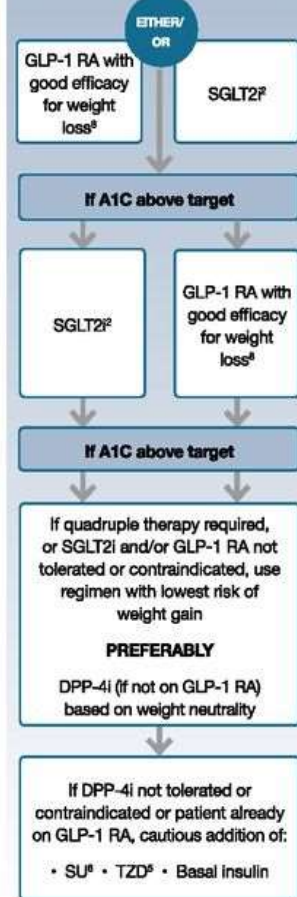 EITHER/
OR
GLP-1 RA with
good efficacy
for weight
loss⁸
SGLT2i²
If A1C above target
SGLT2i²
GLP-1 RA with
good efficacy
for weight
loss⁸
If A1C above target
If quadruple therapy required,
or SGLT2i and/or GLP-1 RA not
tolerated or contraindicated, use
regimen with lowest risk of
weight gain
PREFERABLY
DPP-4i (if not on GLP-1 RA)
based on weight neutrality
If DPP-4i not tolerated or
contraindicated or patient already
on GLP-1 RA, cautious addition of:
• SU⁶ • TZD⁵ • Basal insulin